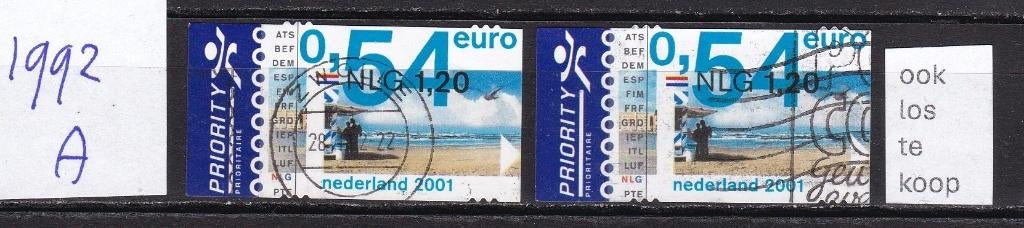 1992
A
PRIORITY
PRIORITAIRE
ATS
BEF
DEM
ESP
FIM
FRF
GRD
IEP
ITL
LUF
NLG
PTE
0,54 euro
NLG 1,20
nederland 2001
PRIORITY
PRIORITAIRE
ATS
BEF
DEM
ESP
FIM
FRF
GRD
IEP
ITL
LUF
NLG
PTE
0,54 euro
NLG 1,20
nederland 2001
ook
los
te
koop